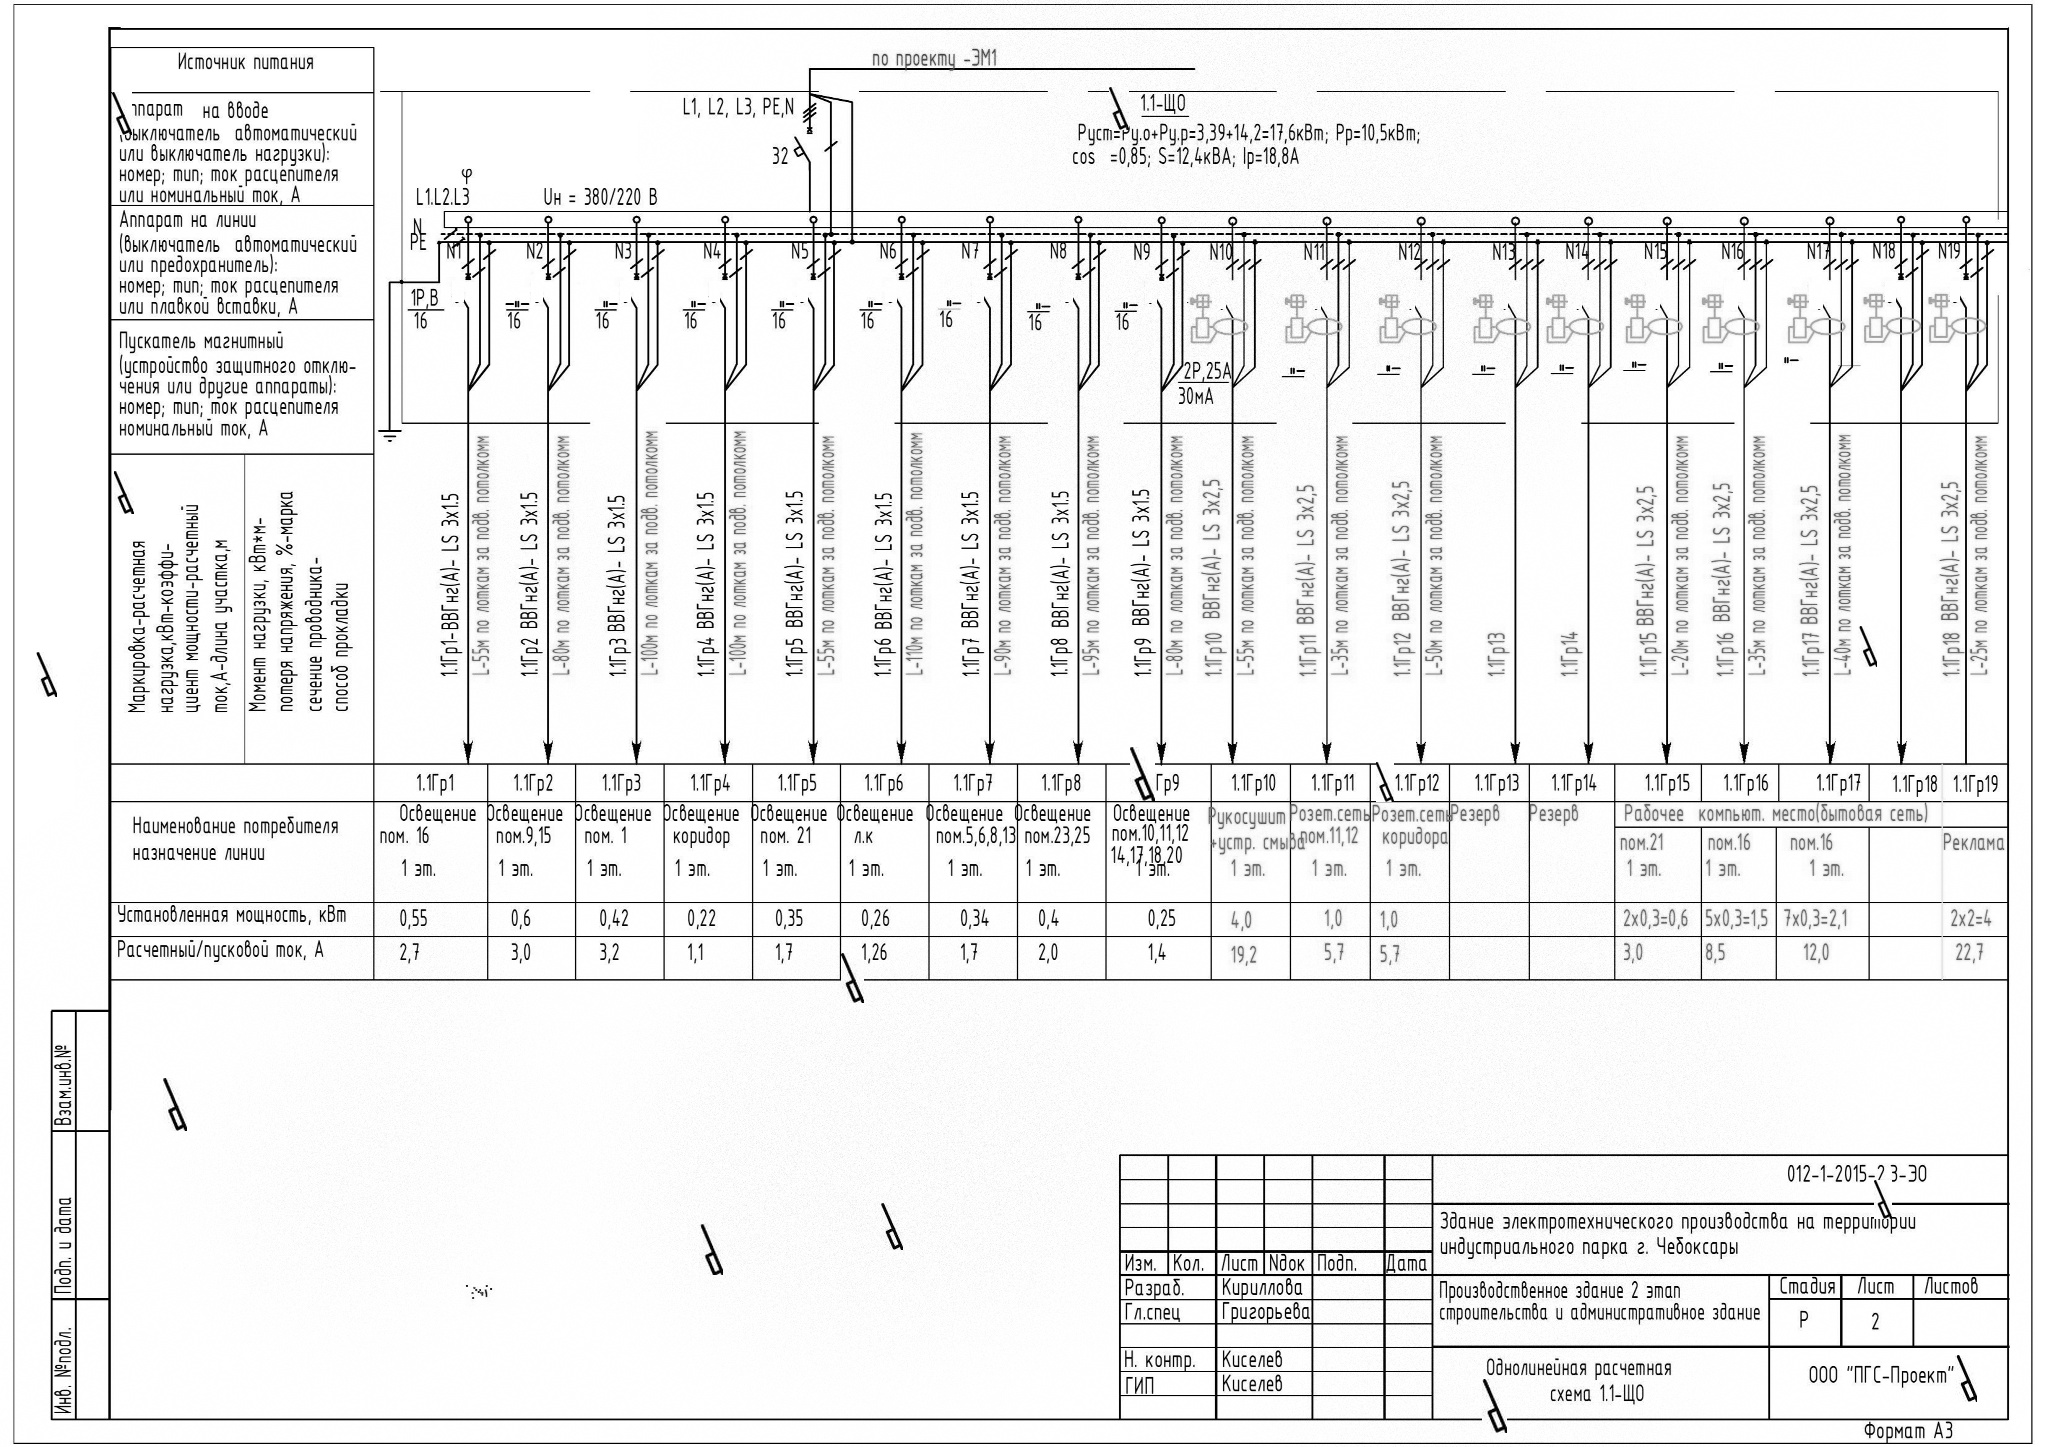 Источник питания
на вводе
выключатель автоматический
или выключатель нагрузки):
номер; тип; ток расцепителя
или номинальный ток, А
Аппарат на линии
(выключатель автоматический
или предохранитель):
номер; тип; ток расцепителя
или плавкой вставки, А
Пускатель магнитный
(устройство защитного отклю-
чения или другие аппараты):
номер; тип; ток расцепителя
номинальный ток, А
Маркировка-расчетная
нагрузка,кВт-коэффи-
циент мощности-расчетный
ток,А-длина участка,м
Момент нагрузки, кВт*м-
потеря напряжения, %-марка
сечение проводника-
способ прокладки
по проекту -ЭМ1
L1, L2, L3, PE,N
32
1.1-ЩО
Руст=Ру.о+Ру.р=3,39+14,2=17,6кВт; Рр=10,5кВт;
cos =0,85; S=12,4кВА; Iр=18,8А
φ
L1.L2.L3
Uн = 380/220 В
N
PE
N1 N2 N3 N4 N5 N6 N7 N8 N9 N10 N11 N12 N13 N14 N15 N16 N17 N18 N19
1Р,В
16 16 16 16 16 16 16 16 16
2Р,25А
30мА
1.1Гр1-ВВГнг(А)- LS 3х1.5
L-55м по лоткам за подв. потолкомм
1.1Гр2 ВВГнг(А)- LS 3х1.5
L-80м по лоткам за подв. потолкомм
1.1Гр3 ВВГнг(А)- LS 3х1.5
L-100м по лоткам за подв. потолкомм
1.1Гр4 ВВГнг(А)- LS 3х1.5
L-100м по лоткам за подв. потолкомм
1.1Гр5 ВВГнг(А)- LS 3х1.5
L-55м по лоткам за подв. потолкомм
1.1Гр6 ВВГнг(А)- LS 3х1.5
L-110м по лоткам за подв. потолкомм
1.1Гр7 ВВГнг(А)- LS 3х1.5
L-90м по лоткам за подв. потолкомм
1.1Гр8 ВВГнг(А)- LS 3х1.5
L-95м по лоткам за подв. потолкомм
1.1Гр9 ВВГнг(А)- LS 3х1.5
L-80м по лоткам за подв. потолкомм
1.1Гр10 ВВГнг(А)- LS 3х2,5
L-55м по лоткам за подв. потолкомм
1.1Гр11 ВВГнг(А)- LS 3х2,5
L-35м по лоткам за подв. потолкомм
1.1Гр12 ВВГнг(А)- LS 3х2,5
L-50м по лоткам за подв. потолкомм
1.1Гр13
1.1Гр14
1.1Гр15 ВВГнг(А)- LS 3х2,5
L-20м по лоткам за подв. потолкомм
1.1Гр16 ВВГнг(А)- LS 3х2,5
L-35м по лоткам за подв. потолкомм
1.1Гр17 ВВГнг(А)- LS 3х2,5
L-40м по лоткам за подв. потолкомм
1.1Гр18 ВВГнг(А)- LS 3х2,5
L-25м по лоткам за подв. потолкомм
1.1Гр1 1.1Гр2 1.1Гр3 1.1Гр4 1.1Гр5 1.1Гр6 1.1Гр7 1.1Гр8 Гр9 1.1Гр10 1.1Гр11 1.1Гр12 1.1Гр13 1.1Гр14 1.1Гр15 1.1Гр16 1.1Гр17 1.1Гр18 1.1Гр19
Наименование потребителя
назначение линии
Освещение
пом. 16
1 эт.
Освещение
пом.9,15
1 эт.
Освещение
пом. 1
1 эт.
Освещение
коридор
1 эт.
Освещение
пом. 21
1 эт.
Освещение
л.к
1 эт.
Освещение
пом.5,6,8,13
1 эт.
Освещение
пом.23,25
1 эт.
Освещение
пом.10,11,12
14,17,18,20
1 эт.
Рукосушит
+устр. смыва
1 эт.
Розет.сеть
пом.11,12
1 эт.
Розет.сеть
коридора
1 эт.
Резерв
Резерв
Рабочее компьют. место(бытовая сеть)
пом.21
1 эт.
пом.16
1 эт.
пом.16
1 эт.
Реклама
Установленная мощность, кВт 0,55 0,6 0,42 0,22 0,35 0,26 0,34 0,4 0,25 4,0 1,0 1,0 2х0,3=0,6 5х0,3=1,5 7х0,3=2,1 2х2=4
Расчетный/пусковой ток, А 2,7 3,0 3,2 1,1 1,7 1,26 1,7 2,0 1,4 19,2 5,7 5,7 3,0 8,5 12,0 22,7
Взам.инв.№
Подп. и дата
Инв. №подл.
012-1-2015-2,3-ЭО
Здание электротехнического производства на территории
индустриального парка г. Чебоксары
Изм. Кол. Лист Nдок Подп. Дата
Разраб. Кириллова
Гл.спец Григорьева
Н. контр. Киселев
ГИП Киселев
Производственное здание 2 этап
строительства и административное здание
Стадия Лист Листов
Р 2
Однолинейная расчетная
схема 1.1-ЩО
ООО "ПГС-Проект"
Формат А3